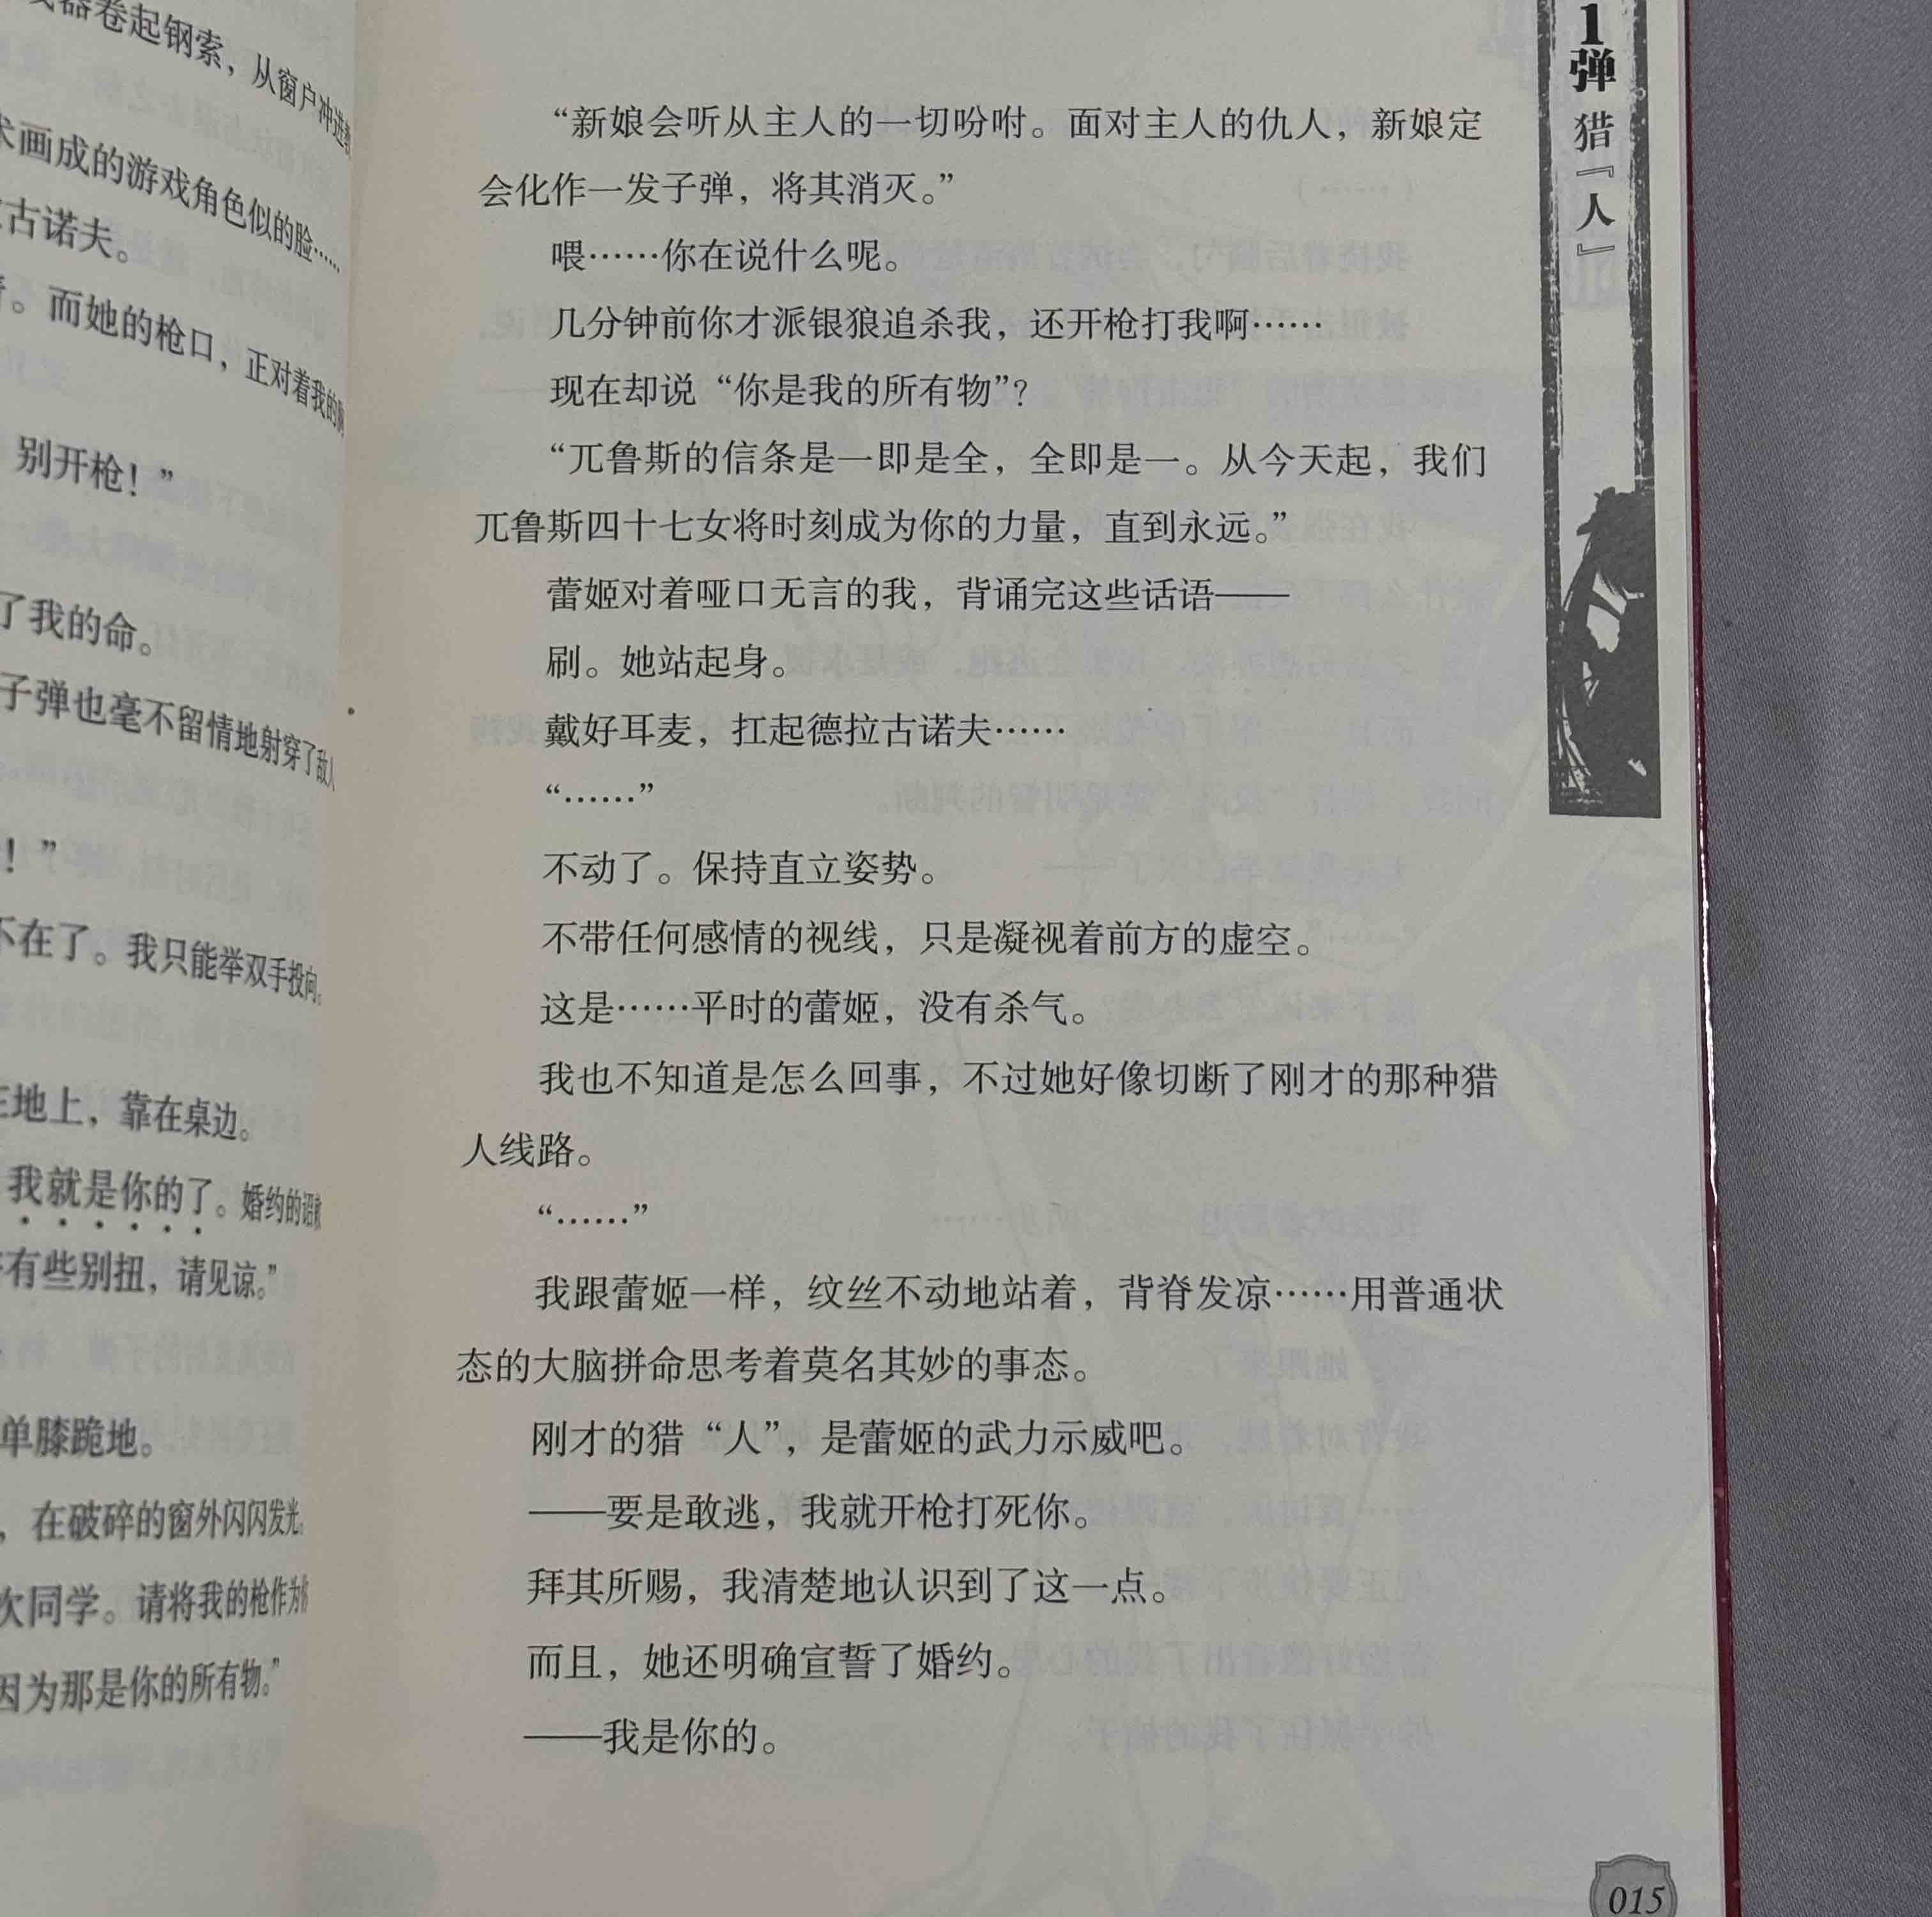 器卷起钢索，从窗户冲进
画成的游戏角色似的脸……
古诺夫。
。而她的枪口，正对着我的
别开枪！”
了我的命。
子弹也毫不留情地射穿了敌人
！”
不在了。我只能举双手投向。
地上，靠在桌边。
我就是你的了。婚约的
有些别扭，请见谅。”
单膝跪地。
，在破碎的窗外闪闪发光。
次同学。请将我的枪作为你
因为那是你的所有物。”
“新娘会听从主人的一切吩咐。面对主人的仇人，新娘定
会化作一发子弹，将其消灭。”
喂……你在说什么呢。
几分钟前你才派银狼追杀我，还开枪打我啊……
现在却说“你是我的所有物”？
“兀鲁斯的信条是一即是全，全即是一。从今天起，我们
兀鲁斯四十七女将时刻成为你的力量，直到永远。”
蕾姬对着哑口无言的我，背诵完这些话语——
刷。她站起身。
戴好耳麦，扛起德拉古诺夫……
“……”
不动了。保持直立姿势。
不带任何感情的视线，只是凝视着前方的虚空。
这是……平时的蕾姬，没有杀气。
我也不知道是怎么回事，不过她好像切断了刚才的那种猎
人线路。
“……”
我跟蕾姬一样，纹丝不动地站着，背脊发凉……用普通状
态的大脑拼命思考着莫名其妙的事态。
刚才的猎“人”，是蕾姬的武力示威吧。
——要是敢逃，我就开枪打死你。
拜其所赐，我清楚地认识到了这一点。
而且，她还明确宣誓了婚约。
——我是你的。
1弹 猎『人』
015